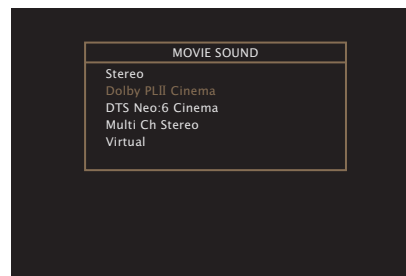 MOVIE SOUND
Stereo
Dolby PLII Cinema
DTS Neo:6 Cinema
Multi Ch Stereo
Virtual